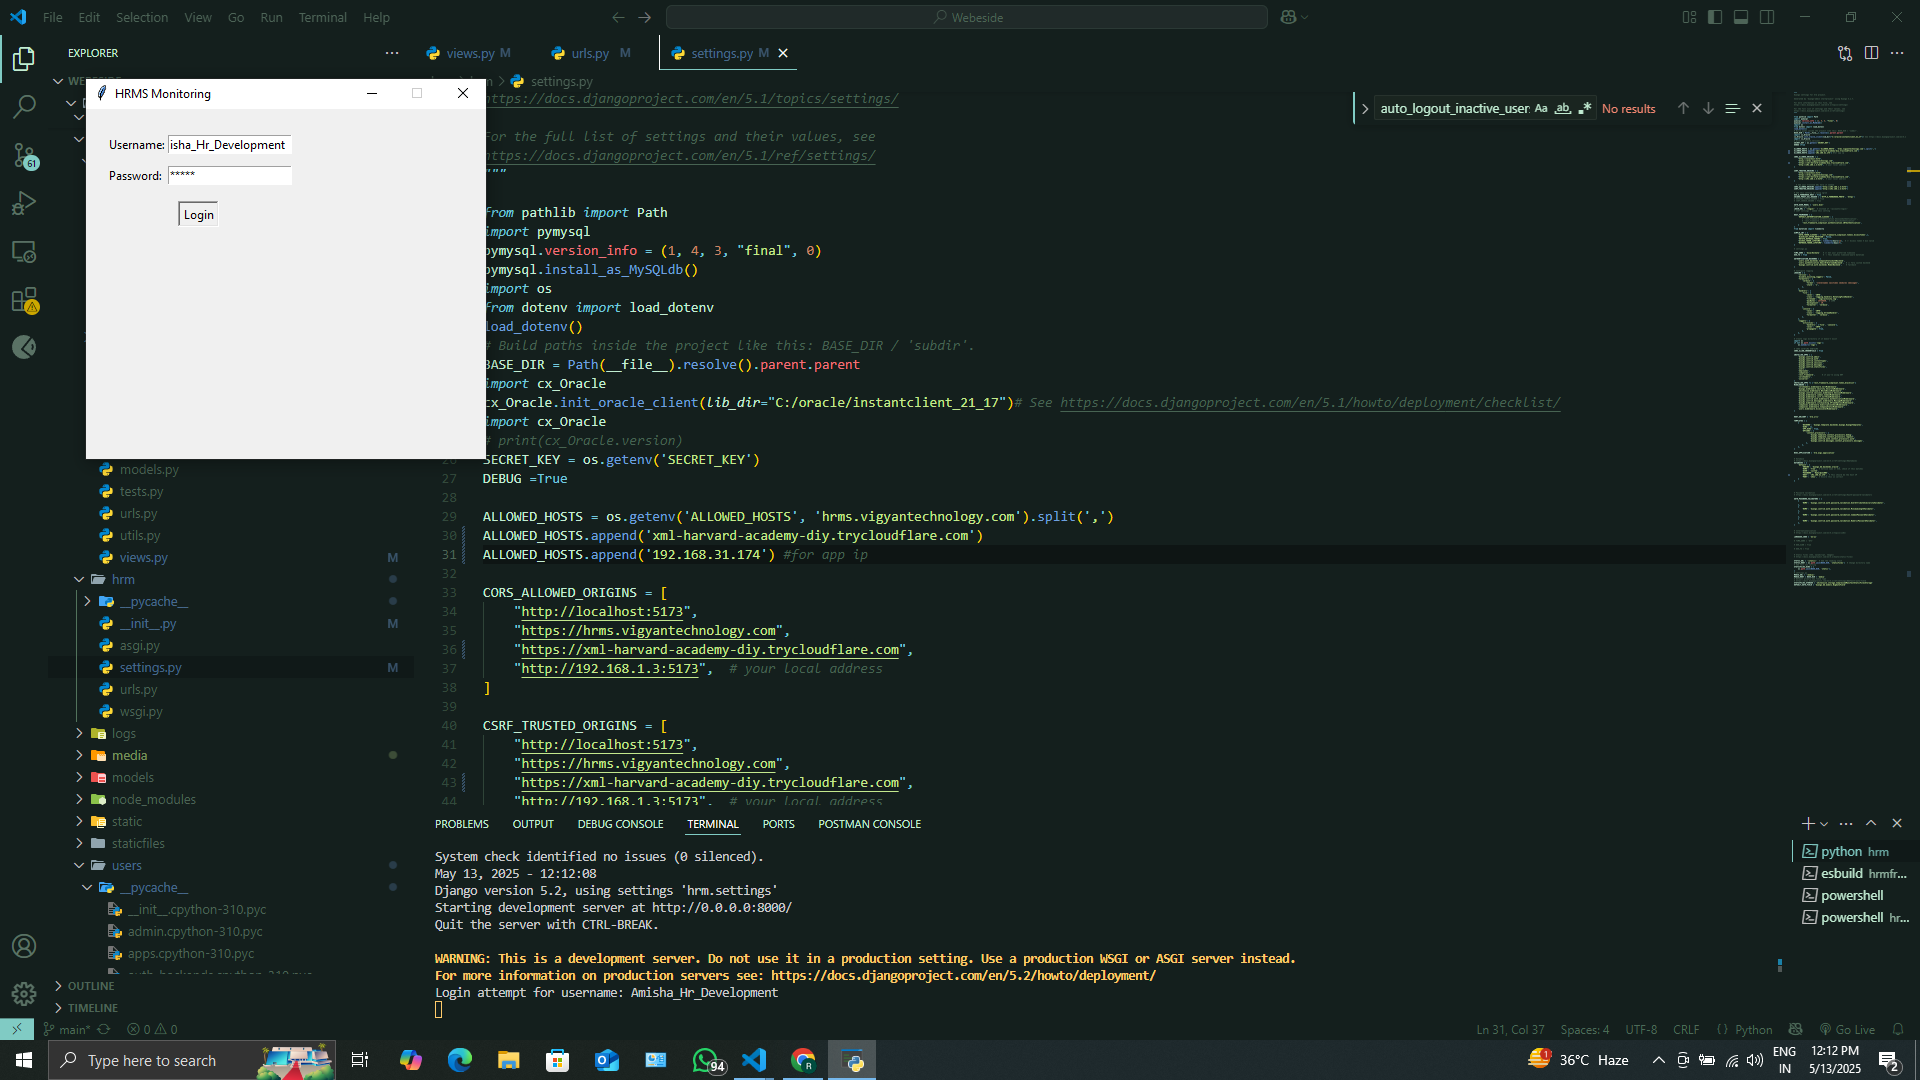 File Edit Selection View Go Run Terminal Help
Webeside
EXPLORER
views.py M
urls.py M
settings.py M
settings.py
HRMS Monitoring
Username: isha_Hr_Development
Password: *****
Login
auto_logout_inactive_user
Aa ab
No results
https://docs.djangoproject.com/en/5.1/topics/settings/
For the full list of settings and their values, see
https://docs.djangoproject.com/en/5.1/ref/settings/
"""
from pathlib import Path
import pymysql
pymysql.version_info = (1, 4, 3, "final", 0)
pymysql.install_as_MySQLdb()
import os
from dotenv import load_dotenv
load_dotenv()
# Build paths inside the project like this: BASE_DIR / 'subdir'.
BASE_DIR = Path(__file__).resolve().parent.parent
import cx_Oracle
cx_Oracle.init_oracle_client(lib_dir="C:/oracle/instantclient_21_17")# See https://docs.djangoproject.com/en/5.1/howto/deployment/checklist/
import cx_Oracle
# print(cx_Oracle.version)
26 SECRET_KEY = os.getenv('SECRET_KEY')
27 DEBUG =True
28
29 ALLOWED_HOSTS = os.getenv('ALLOWED_HOSTS', 'hrms.vigyantechnology.com').split(',')
30 ALLOWED_HOSTS.append('xml-harvard-academy-diy.trycloudflare.com')
31 ALLOWED_HOSTS.append('192.168.31.174') #for app ip
32
33 CORS_ALLOWED_ORIGINS = [
34 "http://localhost:5173",
35 "https://hrms.vigyantechnology.com",
36 "https://xml-harvard-academy-diy.trycloudflare.com",
37 "http://192.168.1.3:5173", # your local address
38 ]
39
40 CSRF_TRUSTED_ORIGINS = [
41 "http://localhost:5173",
42 "https://hrms.vigyantechnology.com",
43 "https://xml-harvard-academy-diy.trycloudflare.com",
44 "http://192.168.1.3:5173", # your local address
61
models.py
tests.py
urls.py
utils.py
views.py M
hrm
__pycache__
__init__.py M
asgi.py
settings.py M
urls.py
wsgi.py
logs
media
models
node_modules
static
staticfiles
users
__pycache__
__init__.cpython-310.pyc
admin.cpython-310.pyc
apps.cpython-310.pyc
OUTLINE
TIMELINE
PROBLEMS OUTPUT DEBUG CONSOLE TERMINAL PORTS POSTMAN CONSOLE
System check identified no issues (0 silenced).
May 13, 2025 - 12:12:08
Django version 5.2, using settings 'hrm.settings'
Starting development server at http://0.0.0.0:8000/
Quit the server with CTRL-BREAK.
WARNING: This is a development server. Do not use it in a production setting. Use a production WSGI or ASGI server instead.
For more information on production servers see: https://docs.djangoproject.com/en/5.2/howto/deployment/
Login attempt for username: Amisha_Hr_Development
python hrm
esbuild hrmfr...
powershell
powershell hr...
main* 0 0
Ln 31, Col 37 Spaces: 4 UTF-8 CRLF { } Python Go Live
Type here to search
94
1
36°C Haze
ENG
IN
12:12 PM
5/13/2025
2